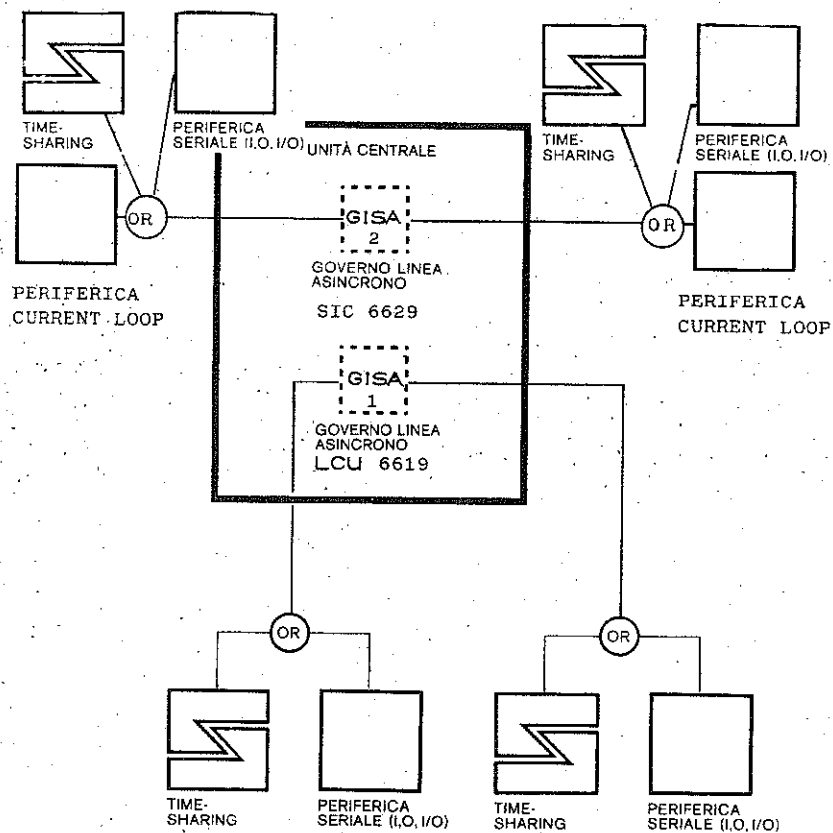 TIME-
SHARING
PERIFERICA
SERIALE (I,O, I/O)
TIME-
SHARING
PERIFERICA
SERIALE (I,O, I/O)
UNITÀ CENTRALE
OR
GISA
2
OR
GOVERNO LINEA
ASINCRONO
SIC 6629
PERIFERICA
CURRENT LOOP
PERIFERICA
CURRENT LOOP
GISA
1
GOVERNO LINEA
ASINCRONO
LCU 6619
OR
OR
TIME-
SHARING
PERIFERICA
SERIALE (I,O, I/O)
TIME-
SHARING
PERIFERICA
SERIALE (I,O, I/O)